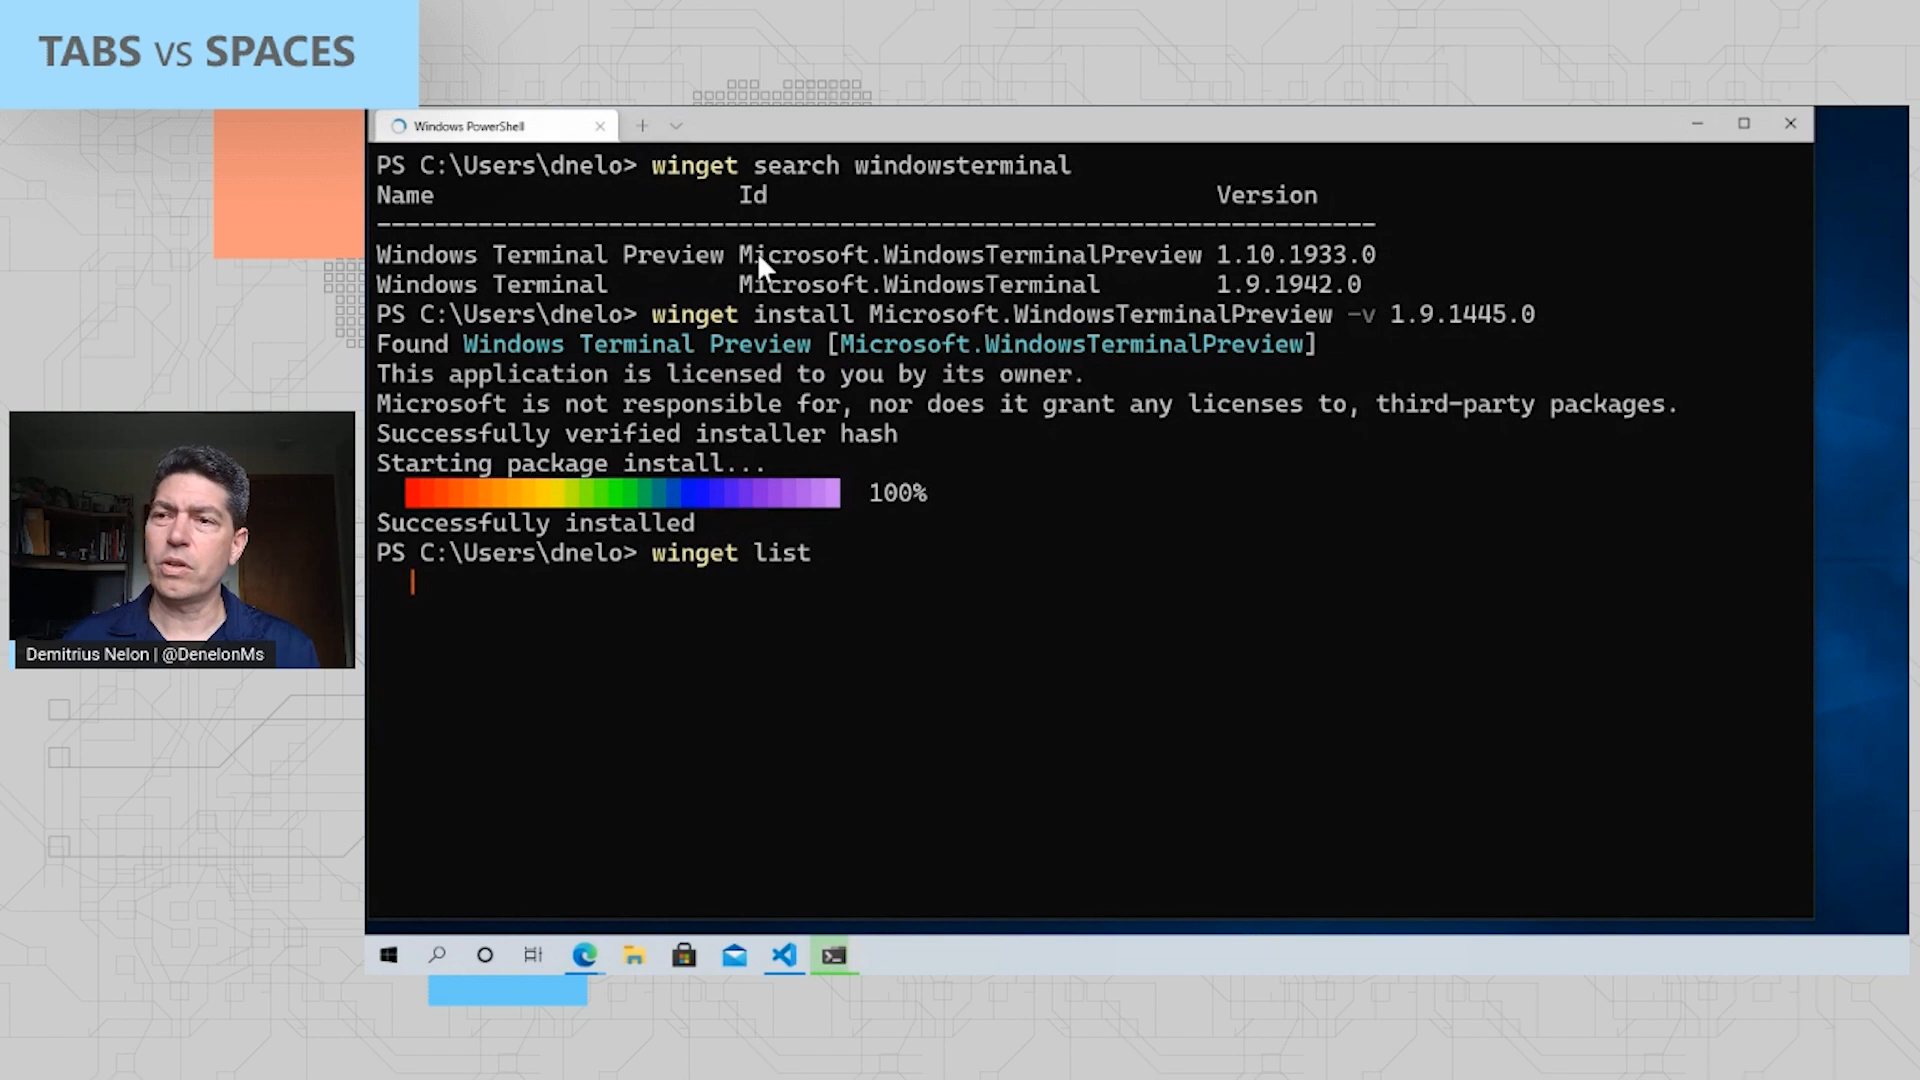 TABS VS SPACES
Windows PowerShell
PS C:\Users\dnelo> winget search windowsterminal
Name Id Version
-----------------------------------------------------------------------
Windows Terminal Preview Microsoft.WindowsTerminalPreview 1.10.1933.0
Windows Terminal Microsoft.WindowsTerminal 1.9.1942.0
PS C:\Users\dnelo> winget install Microsoft.WindowsTerminalPreview -v 1.9.1445.0
Found Windows Terminal Preview [Microsoft.WindowsTerminalPreview]
This application is licensed to you by its owner.
Microsoft is not responsible for, nor does it grant any licenses to, third-party packages.
Successfully verified installer hash
Starting package install...
100%
Successfully installed
PS C:\Users\dnelo> winget list
Demitrius Nelon | @DenelonMs